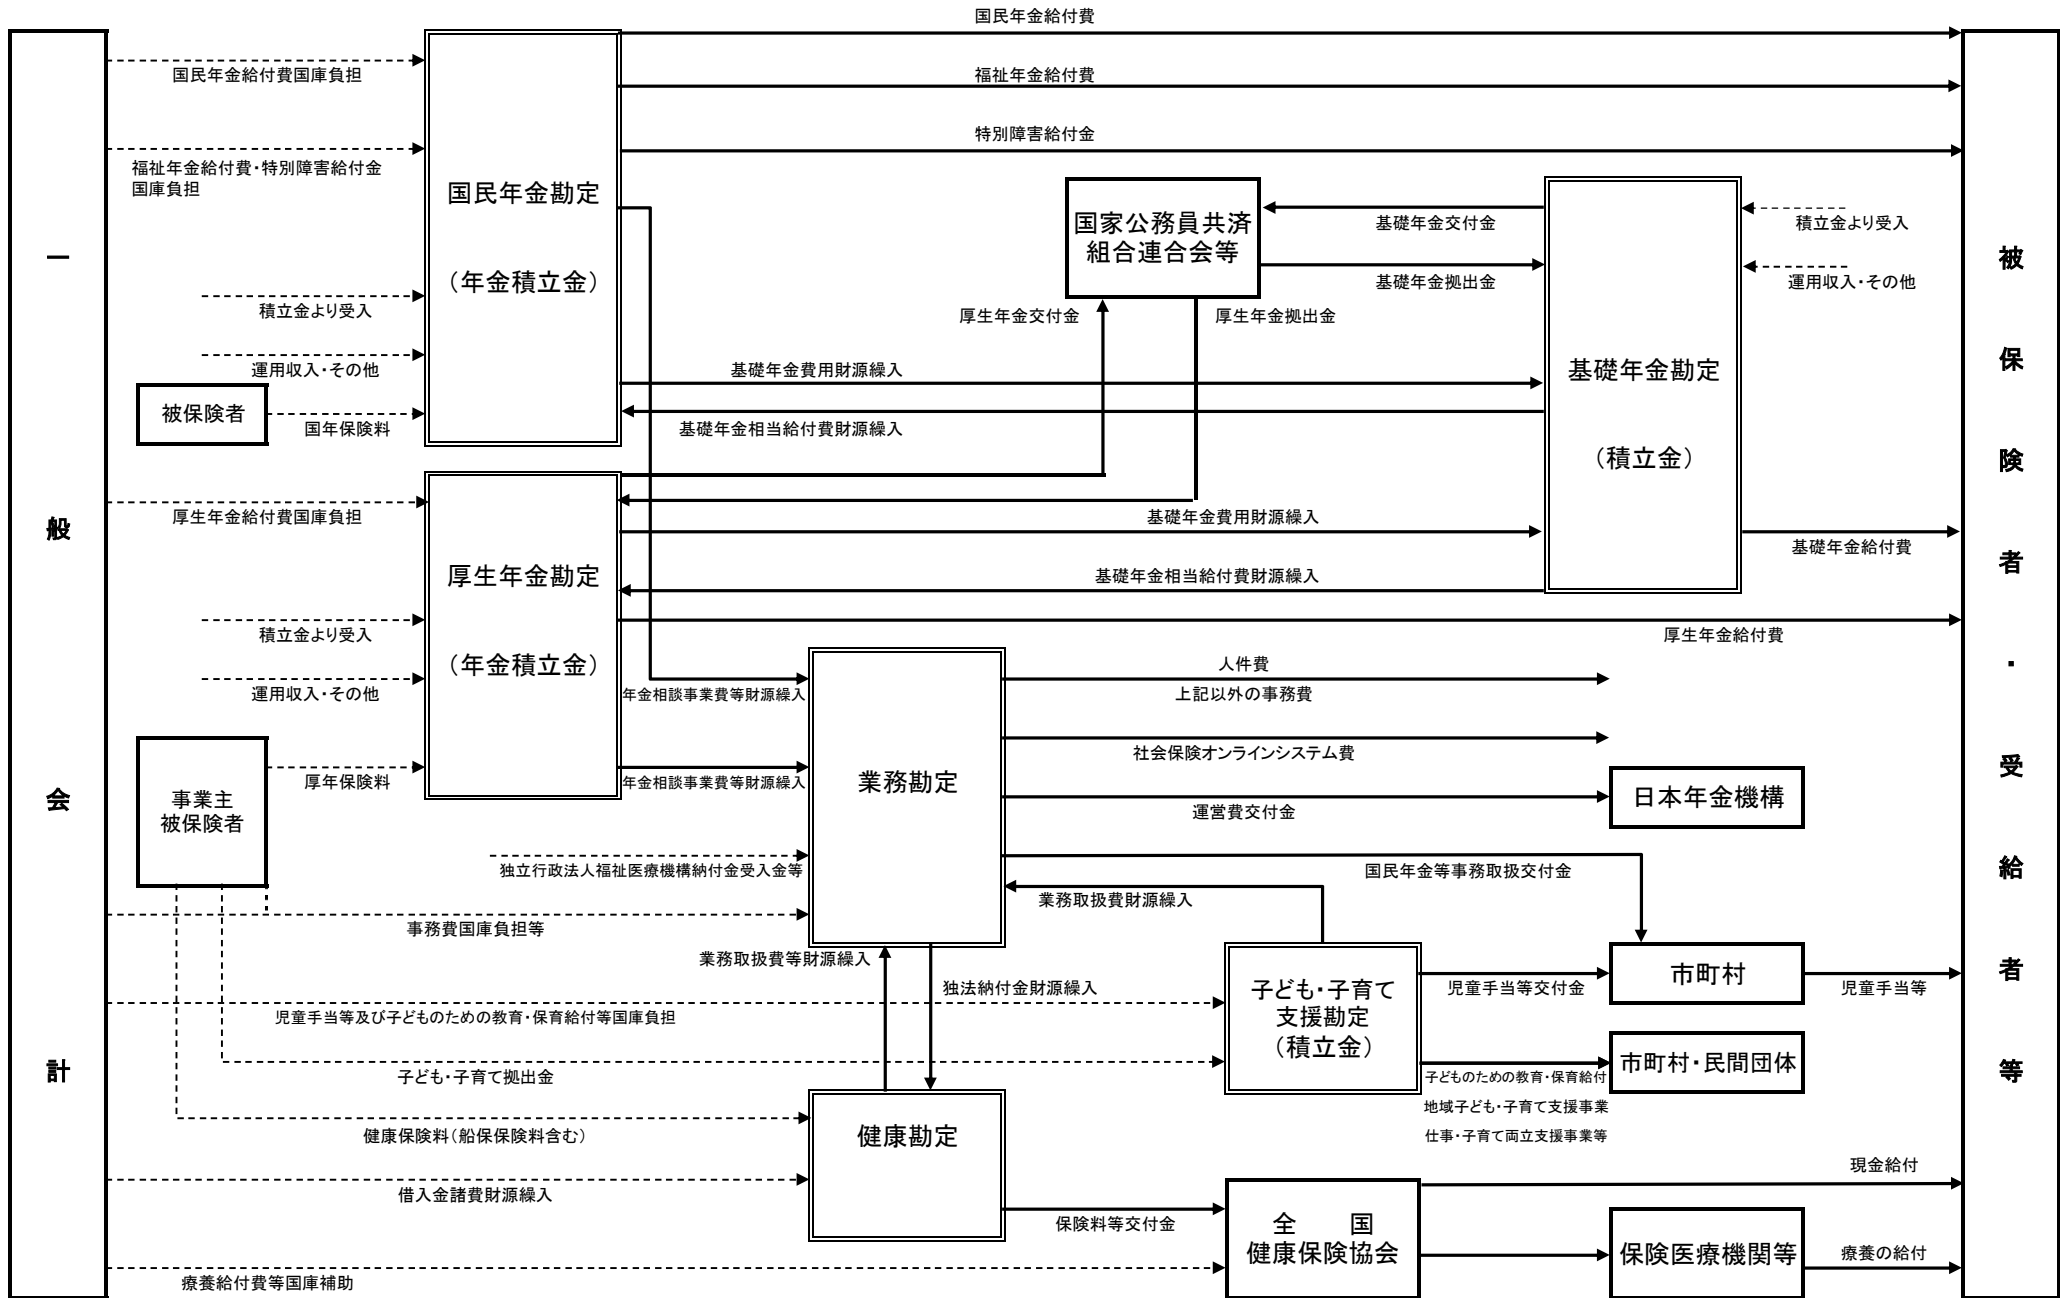 一般会計
国民年金給付費
国民年金給付費国庫負担
福祉年金給付費
特別障害給付金
福祉年金給付費・特別障害給付金
国庫負担
国民年金勘定
(年金積立金)
国家公務員共済
組合連合会等
基礎年金交付金
基礎年金拠出金
積立金より受入
運用収入・その他
積立金より受入
運用収入・その他
厚生年金交付金
厚生年金拠出金
基礎年金勘定
(積立金)
被保険者
国年保険料
基礎年金費用財源繰入
基礎年金相当給付費財源繰入
厚生年金給付費国庫負担
基礎年金費用財源繰入
基礎年金給付費
厚生年金勘定
(年金積立金)
基礎年金相当給付費財源繰入
積立金より受入
運用収入・その他
厚生年金給付費
年金相談事業費等財源繰入
人件費
上記以外の事務費
社会保険オンラインシステム費
事業主
被保険者
厚年保険料
年金相談事業費等財源繰入
業務勘定
運営費交付金
日本年金機構
独立行政法人福祉医療機構納付金受入金等
国民年金等事務取扱交付金
業務取扱費財源繰入
事務費国庫負担等
業務取扱費等財源繰入
独法納付金財源繰入
児童手当等及び子どものための教育・保育給付等国庫負担
子ども・子育て
支援勘定
(積立金)
児童手当等交付金
市町村
児童手当等
子ども・子育て拠出金
市町村・民間団体
子どものための教育・保育給付
地域子ども・子育て支援事業
仕事・子育て両立支援事業等
健康保険料(船保保険料含む)
健康勘定
借入金諸費財源繰入
保険料等交付金
全　国
健康保険協会
現金給付
保険医療機関等
療養の給付
療養給付費等国庫補助
被保険者・受給者等